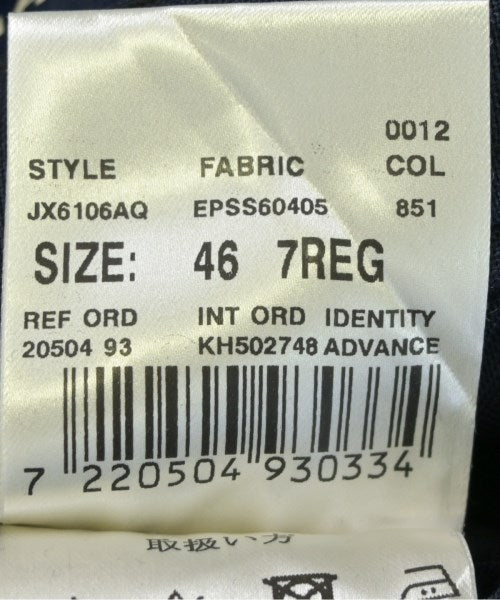 0012
STYLE FABRIC COL
JX6106AQ EPSS60405 851
SIZE: 46 7REG
REF ORD INT ORD IDENTITY
20504 93 KH502748 ADVANCE
7 220504 930334
取扱い方